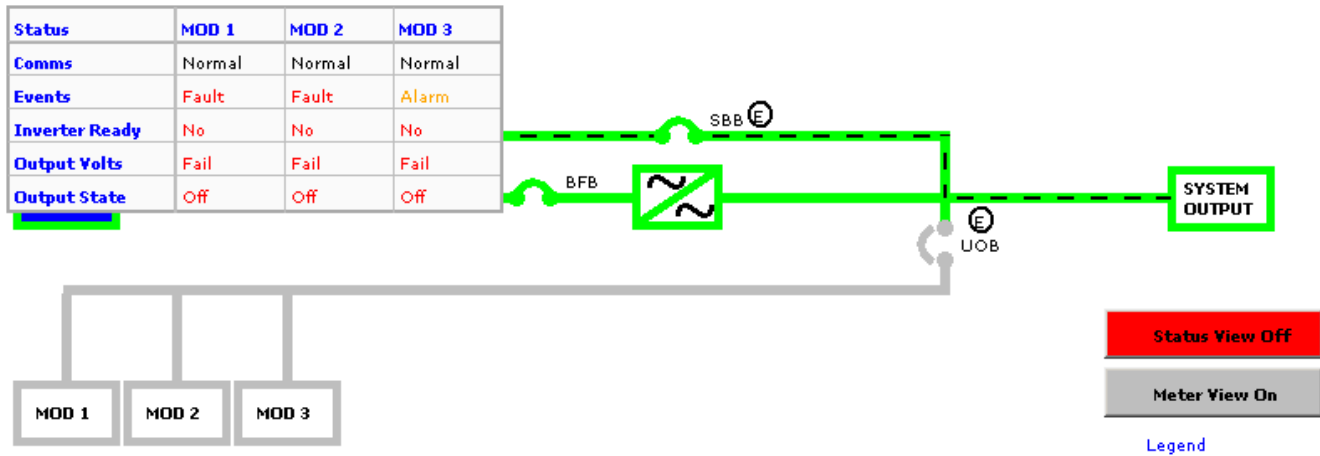 Status MOD 1 MOD 2 MOD 3
Comms Normal Normal Normal
Events Fault Fault Alarm
Inverter Ready No No No
Output Volts Fail Fail Fail
Output State Off Off Off
SBB E
BFB
SYSTEM
OUTPUT
E
UOB
Status View Off
Meter View On
MOD 1 MOD 2 MOD 3
Legend